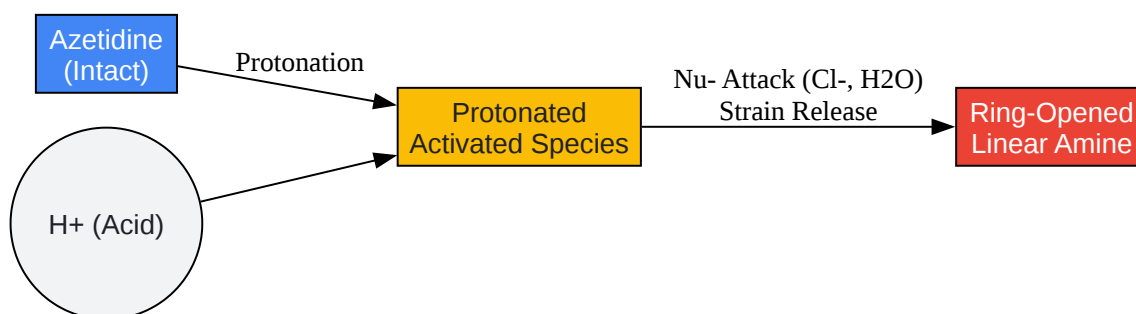 Azetidine
(Intact)
Protonation
H+ (Acid)
Protonated
Activated Species
Nu- Attack (Cl-, H2O)
Strain Release
Ring-Opened
Linear Amine